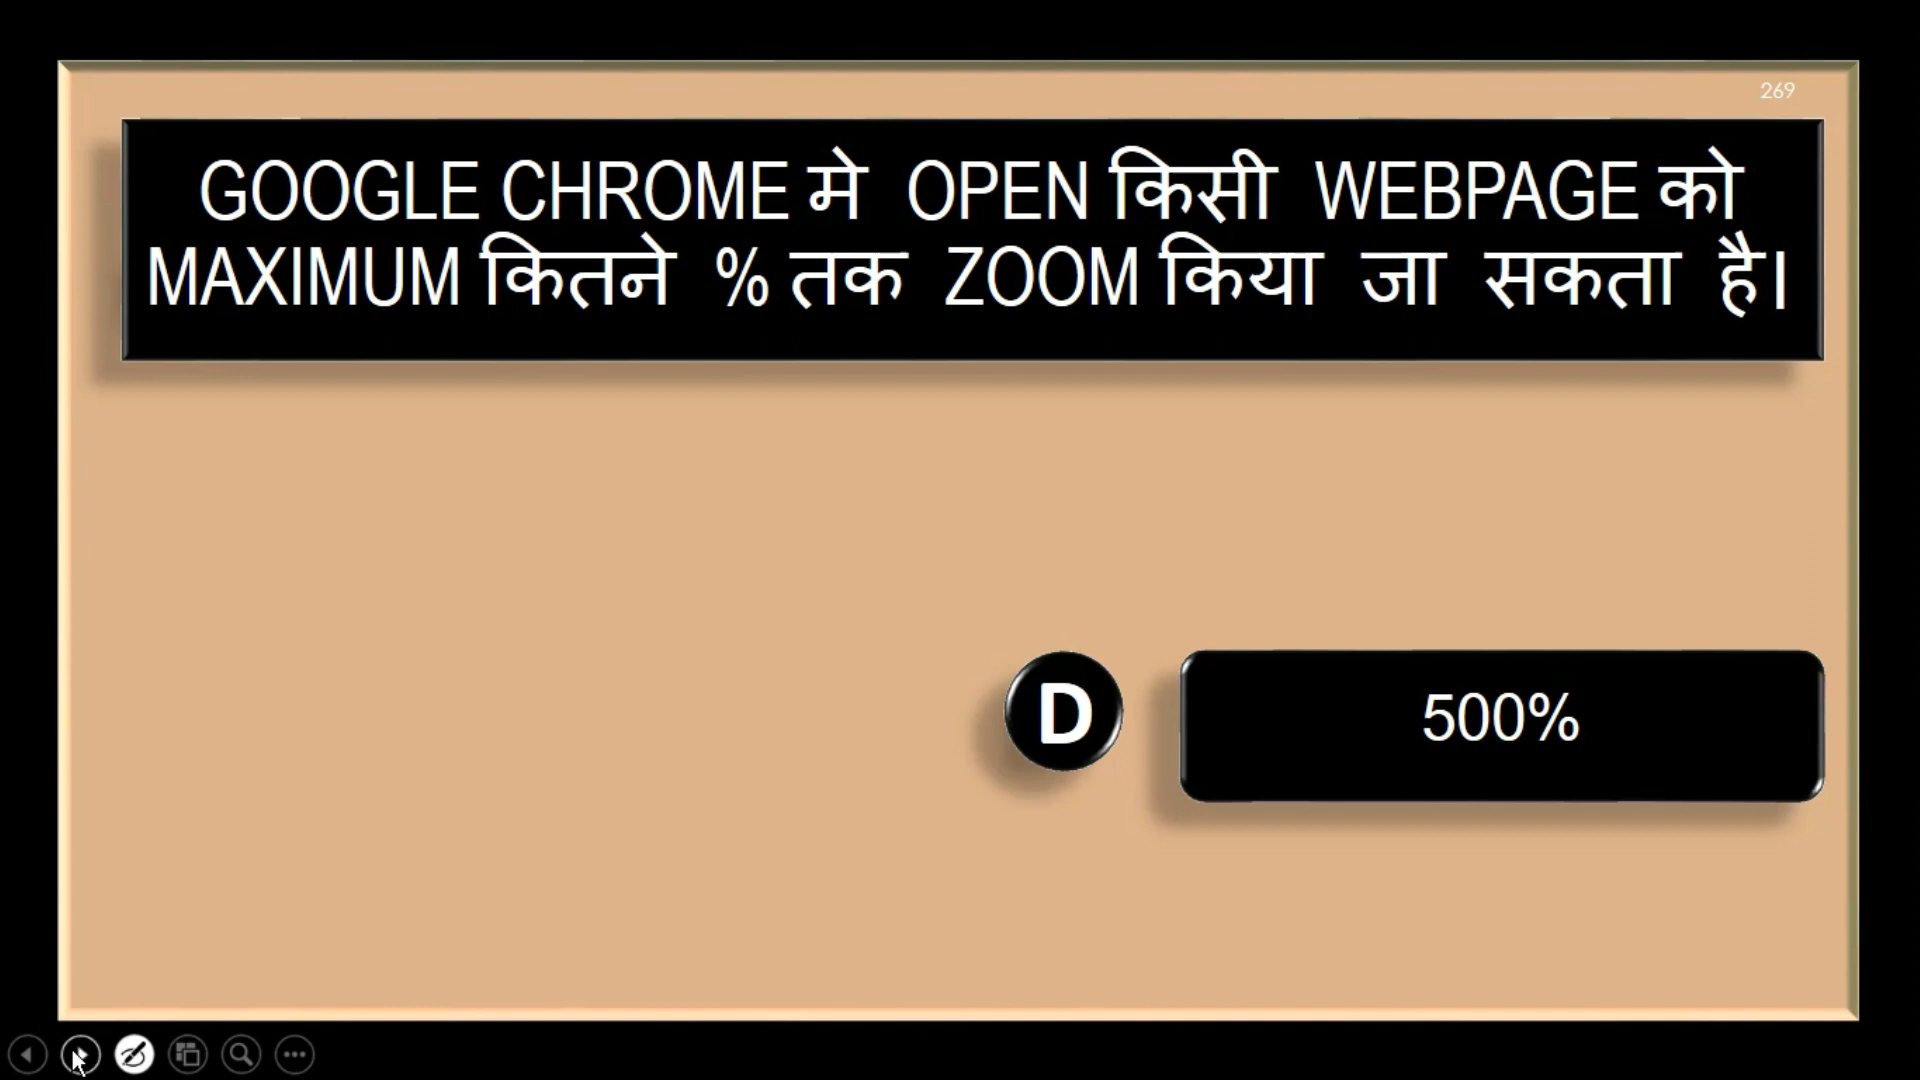 269
GOOGLE CHROME मे OPEN किसी WEBPAGE को
MAXIMUM कितने % तक ZOOM किया जा सकता है।
D
500%